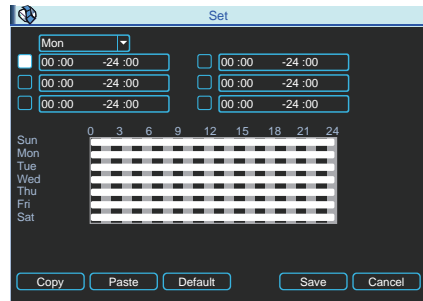 Set
Mon
00 :00 -24 :00 00 :00 -24 :00
00 :00 -24 :00 00 :00 -24 :00
00 :00 -24 :00 00 :00 -24 :00
0 3 6 9 12 15 18 21 24
Sun
Mon
Tue
Wed
Thu
Fri
Sat
Copy Paste Default Save Cancel